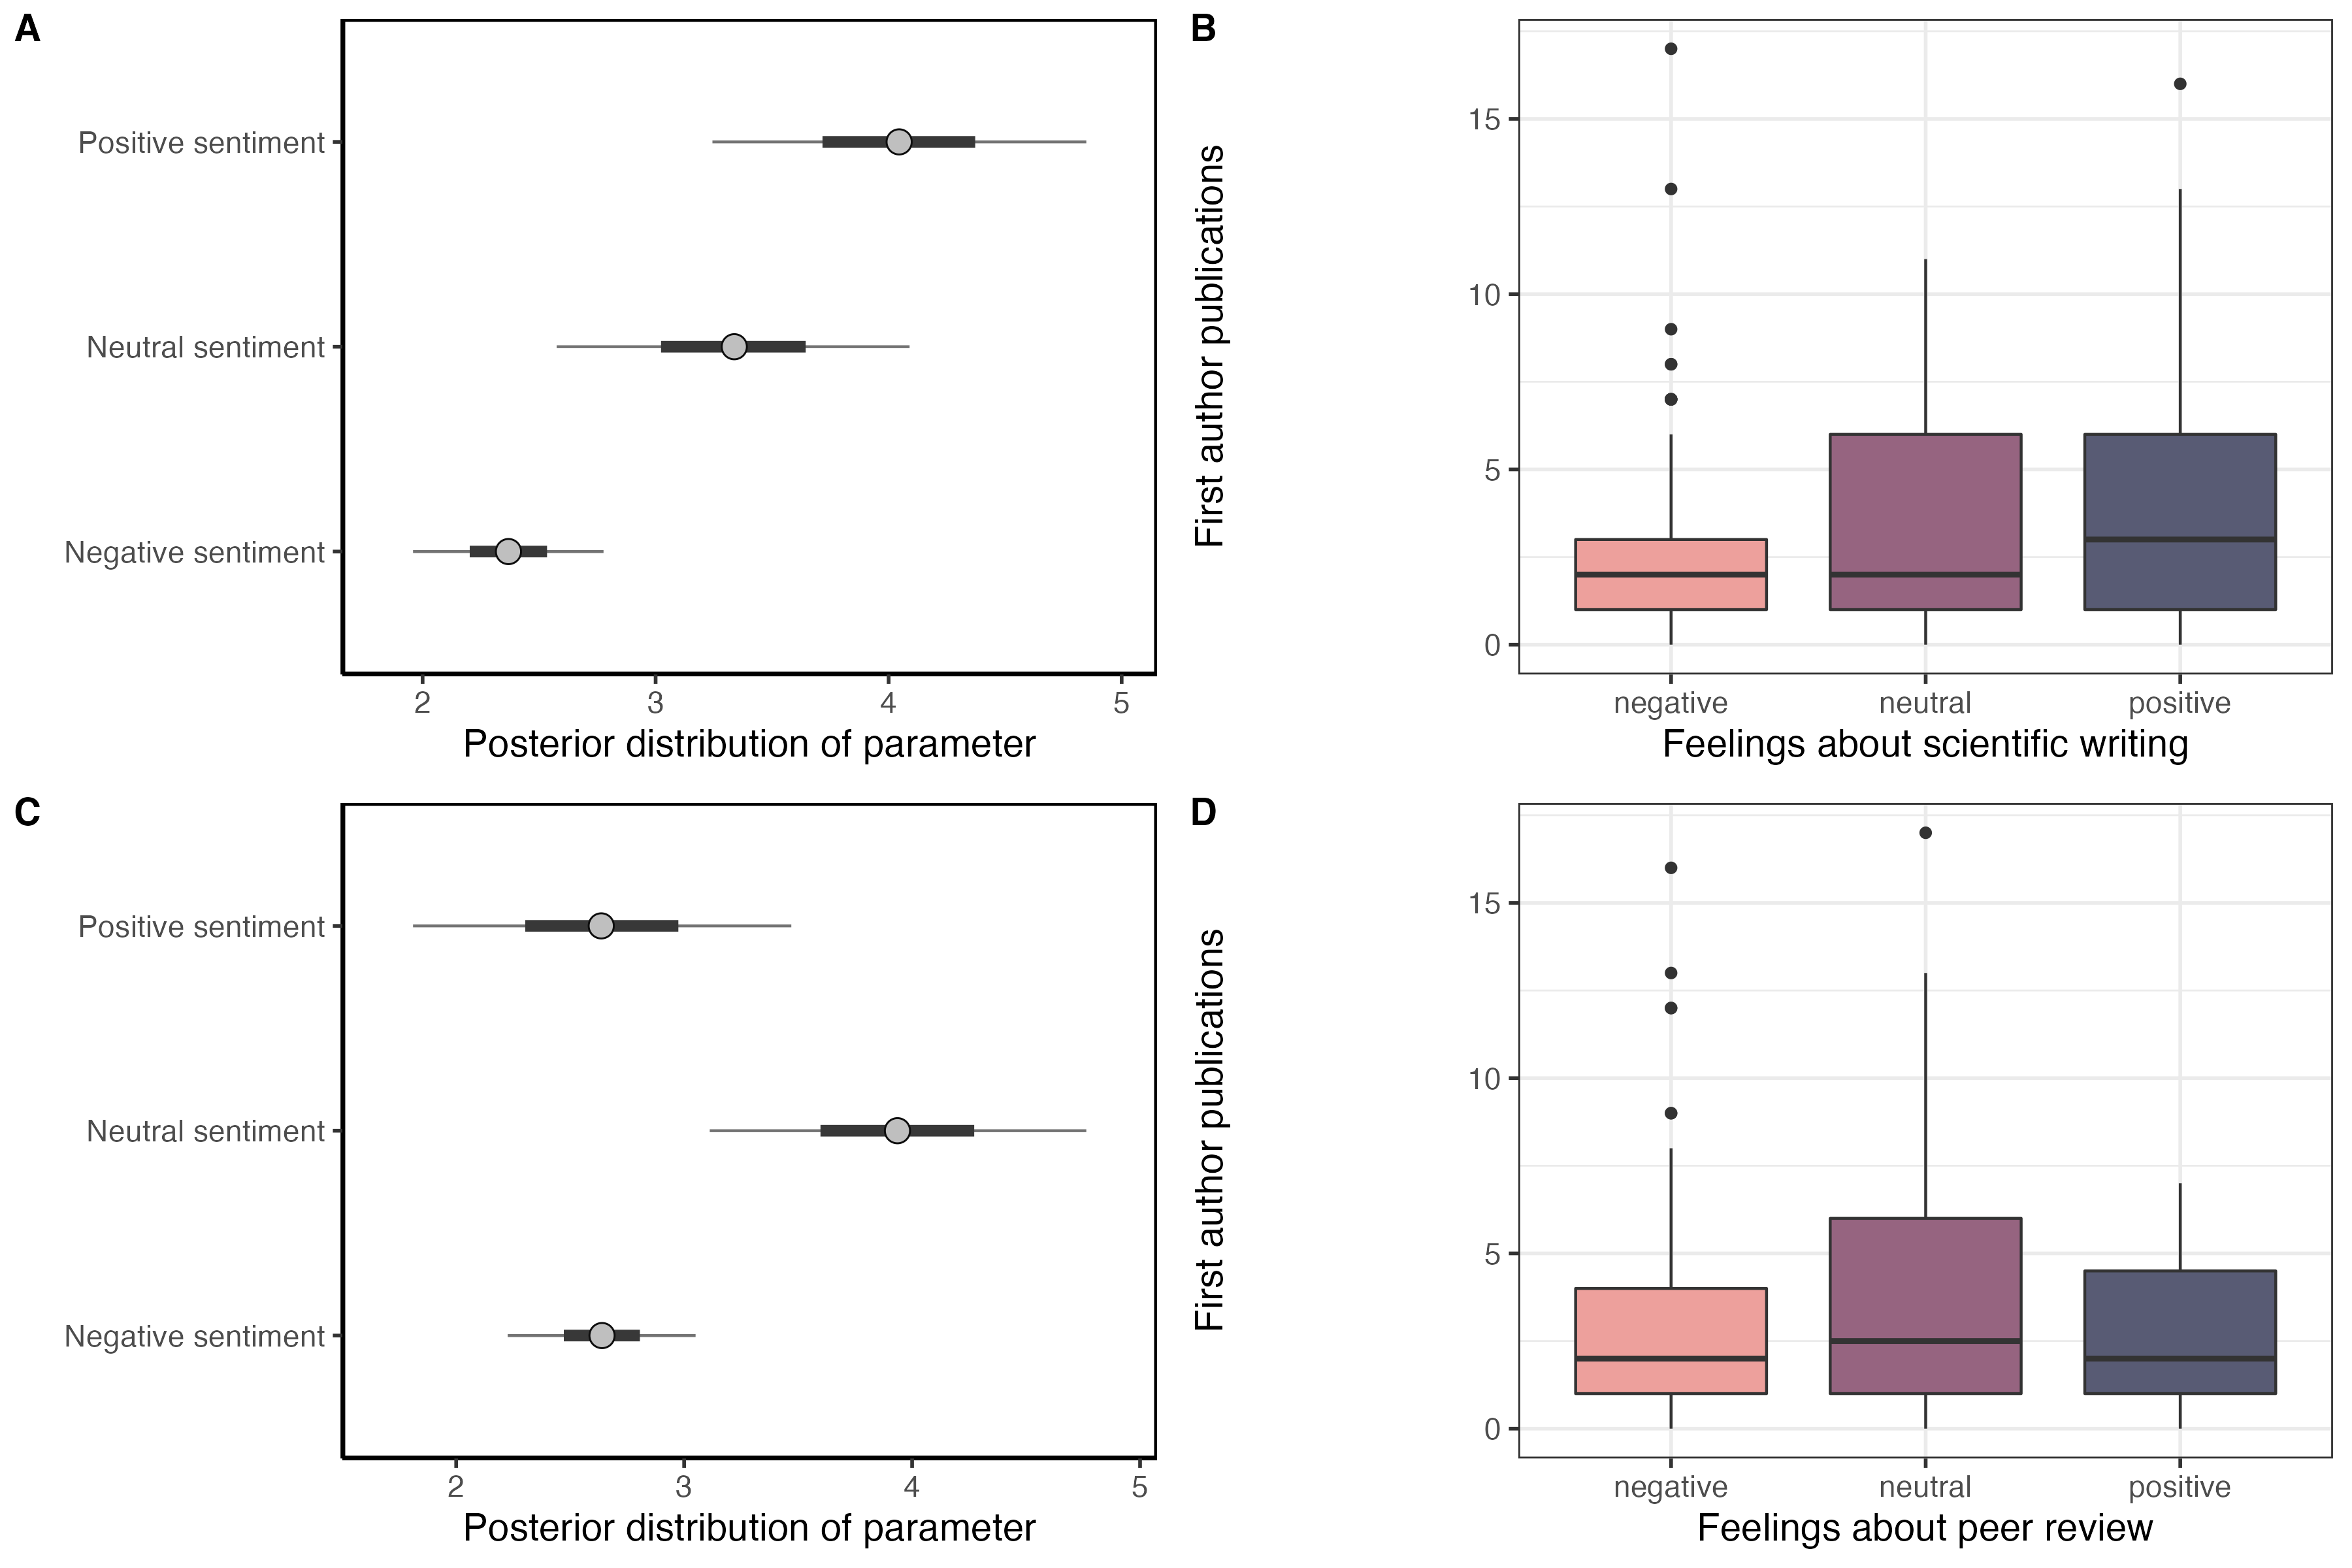 A
Positive sentiment
Neutral sentiment
Negative sentiment
2 3 4 5
Posterior distribution of parameter
B
First author publications
15
10
5
0
negative neutral positive
Feelings about scientific writing
C
Positive sentiment
Neutral sentiment
Negative sentiment
2 3 4 5
Posterior distribution of parameter
D
First author publications
15
10
5
0
negative neutral positive
Feelings about peer review